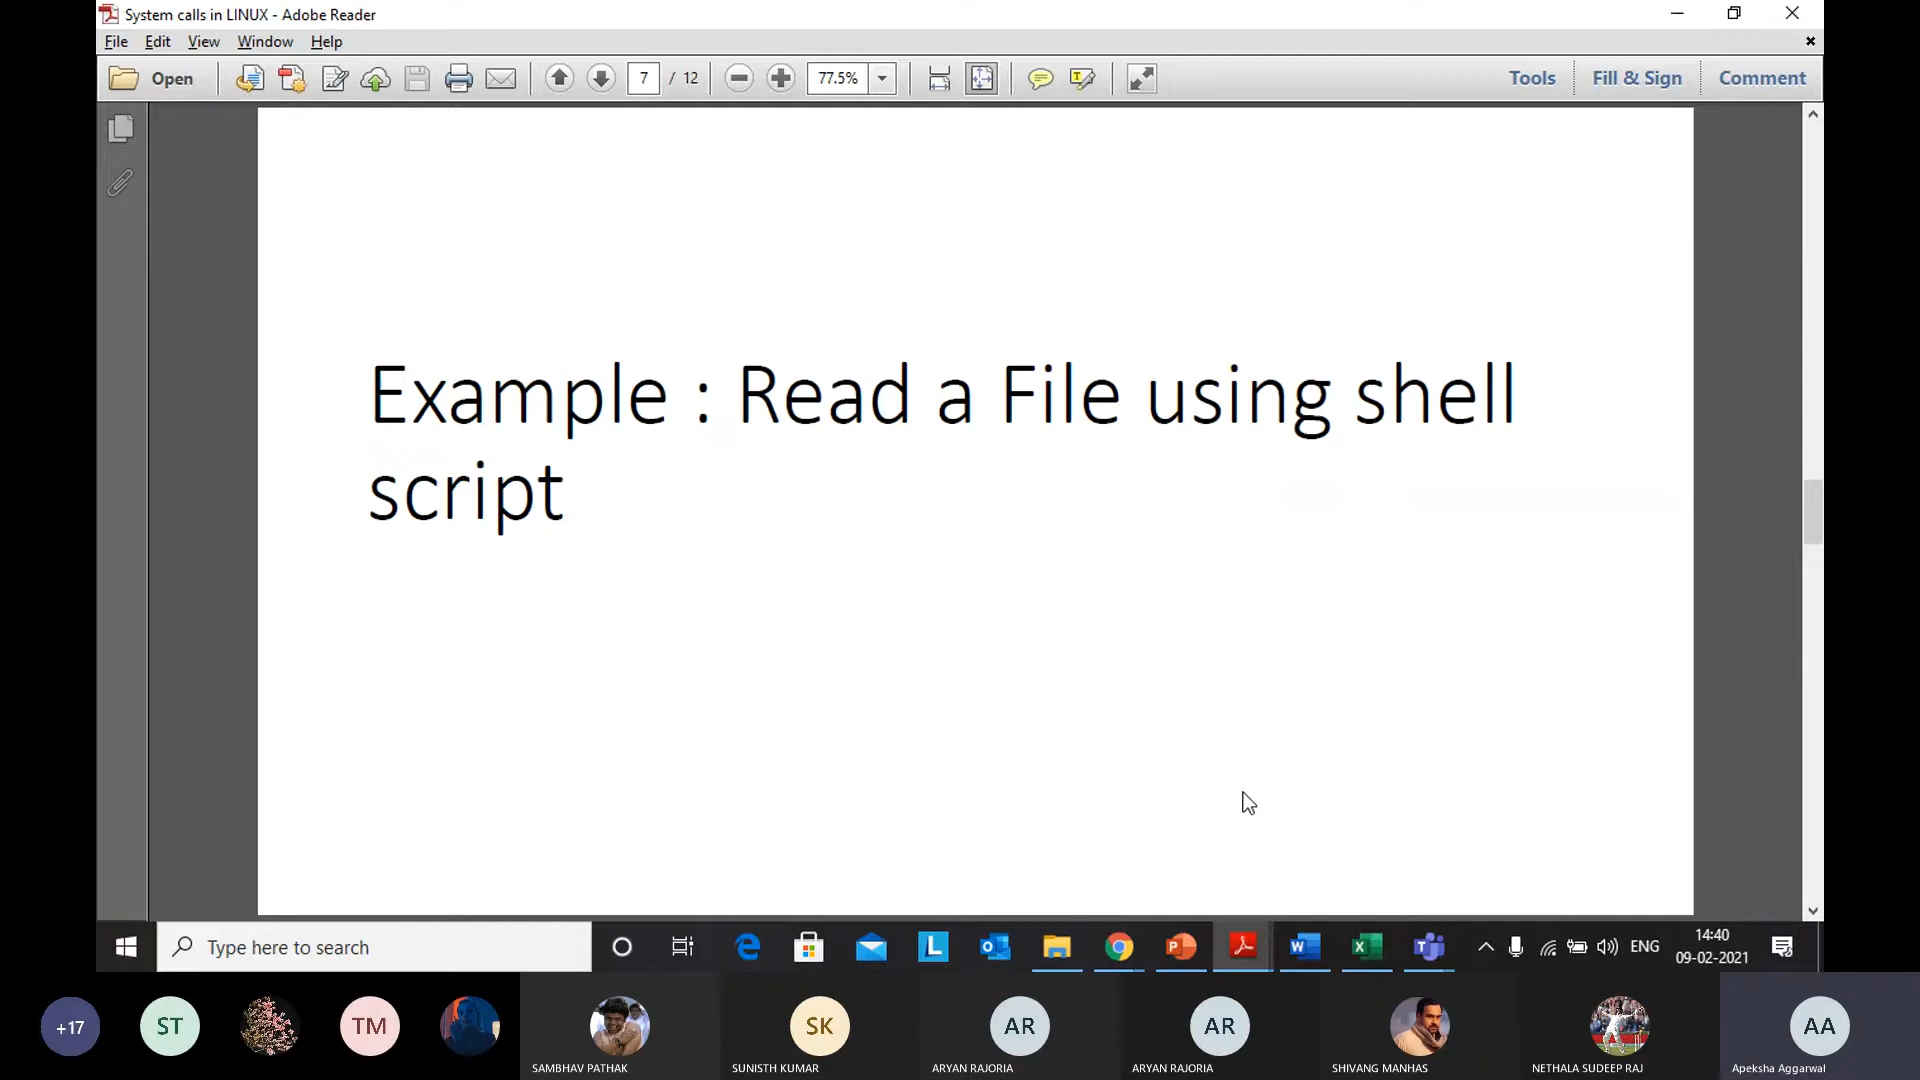 System calls in LINUX - Adobe Reader
File Edit View Window Help
Open 7 / 12 77.5% Tools Fill & Sign Comment
Example : Read a File using shell
script
Type here to search
L
ENG
14:40
09-02-2021
+17 ST TM SK AR AR AA
SAMBHAV PATHAK SUNISTH KUMAR ARYAN RAJORIA ARYAN RAJORIA SHIVANG MANHAS NETHALA SUDEEP RAJ Apeksha Aggarwal